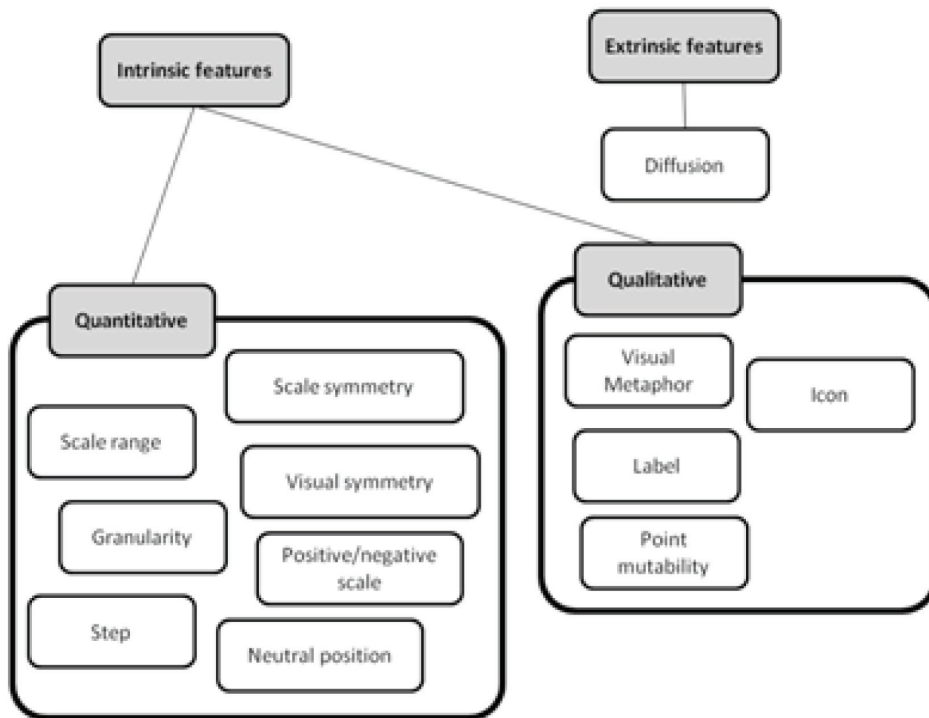 Intrinsic features
Extrinsic features
Diffusion
Quantitative
Scale symmetry
Scale range
Visual symmetry
Granularity
Positive/negative
scale
Step
Neutral position
Qualitative
Visual
Metaphor
Icon
Label
Point
mutability